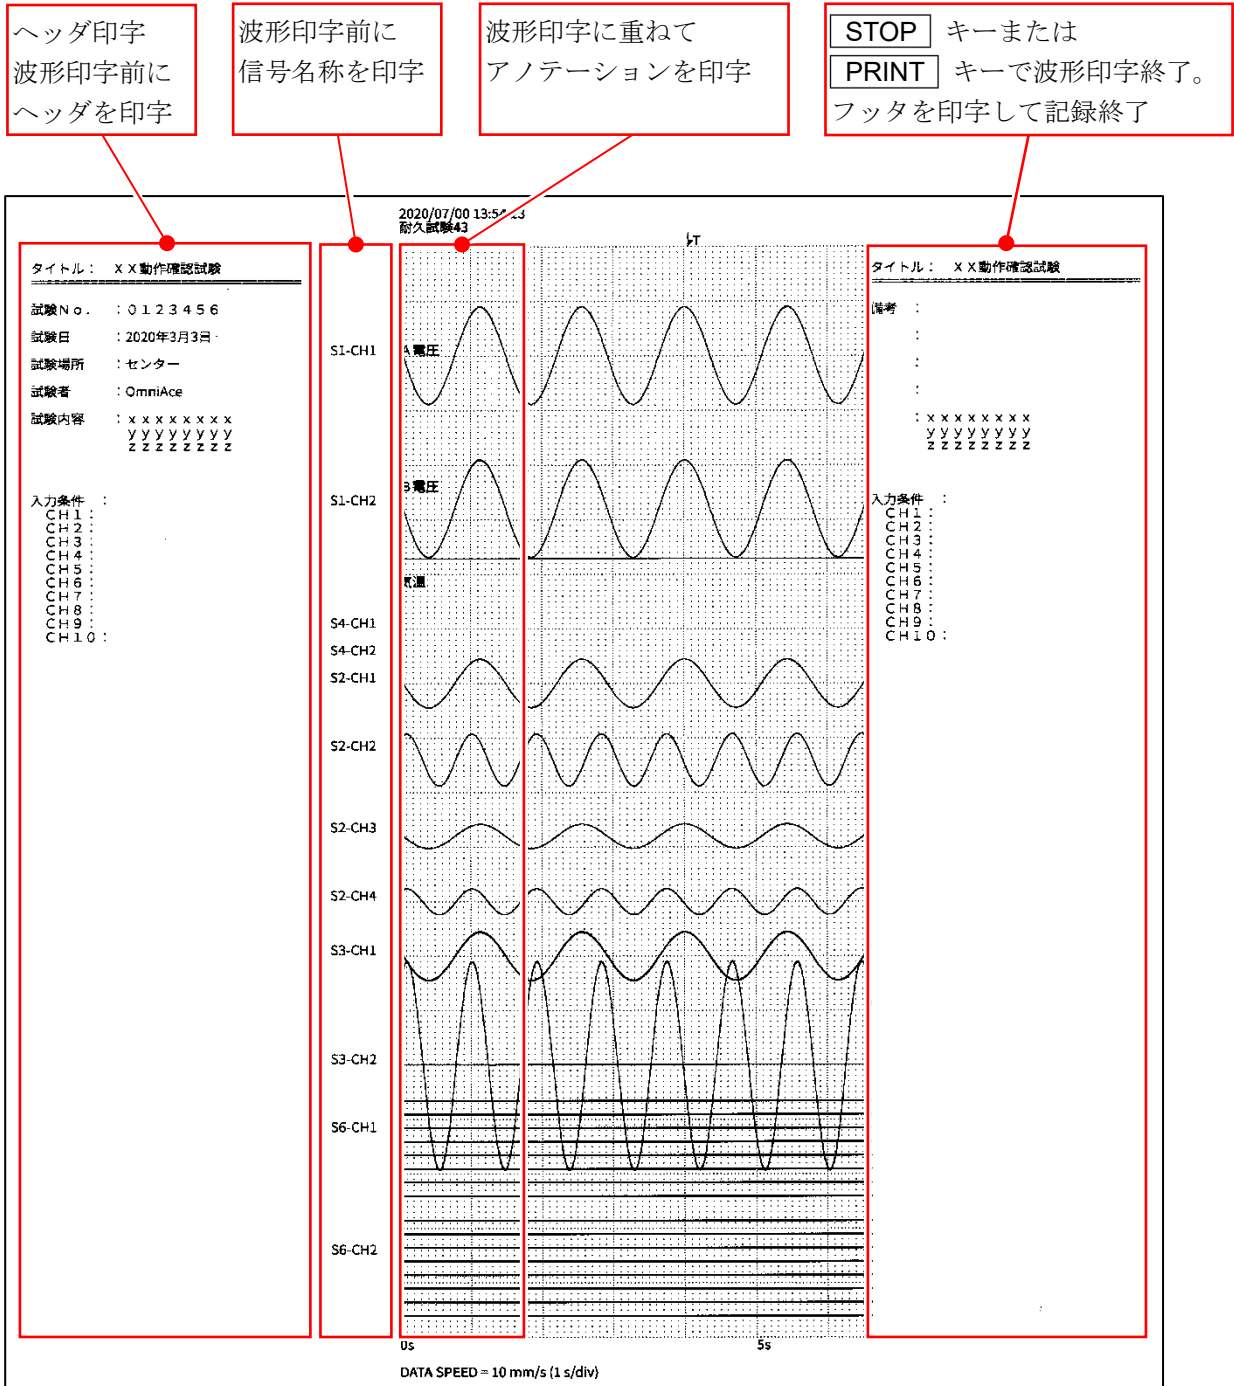 ヘッダ印字
波形印字前に
ヘッダを印字
波形印字前に
信号名称を印字
波形印字に重ねて
アノテーションを印字
STOP キーまたは
PRINT キーで波形印字終了。
フッタを印字して記録終了
2020/07/00 13:54
耐久試験43
T
タイトル： ＸＸ動作確認試験
試験Ｎｏ． ：０１２３４５６
試験日 ：2020年3月3日
試験場所 ：センター
試験者 ：OmniAce
試験内容 ：ｘｘｘｘｘｘｘｘ
ｙｙｙｙｙｙｙｙ
ｚｚｚｚｚｚｚｚ
入力条件 ：
ＣＨ１：
ＣＨ２：
ＣＨ３：
ＣＨ４：
ＣＨ５：
ＣＨ６：
ＣＨ７：
ＣＨ８：
ＣＨ９：
ＣＨ１０：
S1-CH1
S1-CH2
S4-CH1
S4-CH2
S2-CH1
S2-CH2
S2-CH3
S2-CH4
S3-CH1
S3-CH2
S6-CH1
S6-CH2
A電圧
B電圧
気温
タイトル： ＸＸ動作確認試験
備考 ：
：
：
：
：ｘｘｘｘｘｘｘｘ
ｙｙｙｙｙｙｙｙ
ｚｚｚｚｚｚｚｚ
入力条件 ：
ＣＨ１：
ＣＨ２：
ＣＨ３：
ＣＨ４：
ＣＨ５：
ＣＨ６：
ＣＨ７：
ＣＨ８：
ＣＨ９：
ＣＨ１０：
0s
5s
DATA SPEED = 10 mm/s (1 s/div)